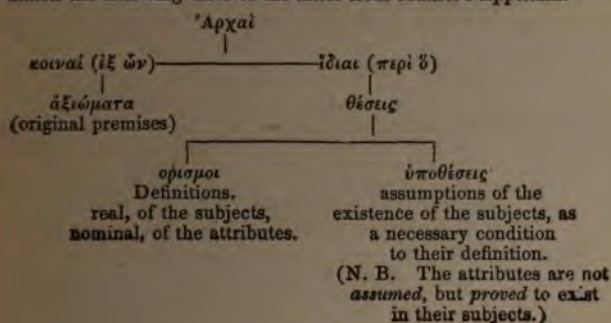 Ἀρχαὶ
κοιναί (ἐξ ὧν) ἴδιαι (περὶ ὅ)
ἀξιώματα θέσεις
(original premises)
ορισμοι ὑποθέσεις
Definitions. assumptions of the
real, of the subjects, existence of the subjects, as
nominal, of the attributes. a necessary condition
to their definition.
(N. B. The attributes are not
assumed, but proved to exist
in their subjects.)